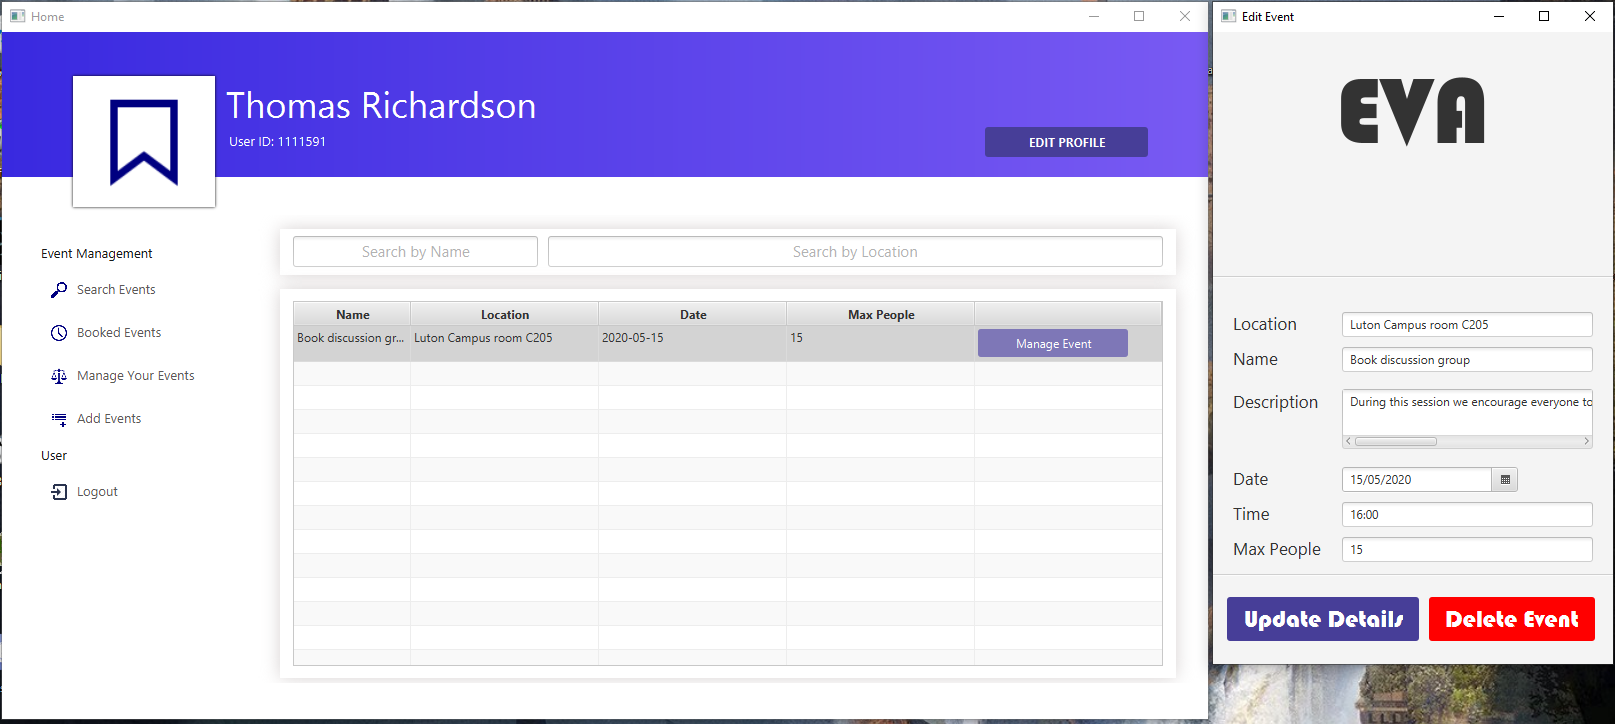 Home
Thomas Richardson
User ID: 1111591
EDIT PROFILE
Event Management
Search Events
Booked Events
Manage Your Events
Add Events
User
Logout
Search by Name
Search by Location
Name Location Date Max People
Book discussion gr... Luton Campus room C205 2020-05-15 15 Manage Event
Edit Event
EVA
Location Luton Campus room C205
Name Book discussion group
Description During this session we encourage everyone to
Date 15/05/2020
Time 16:00
Max People 15
Update Details
Delete Event